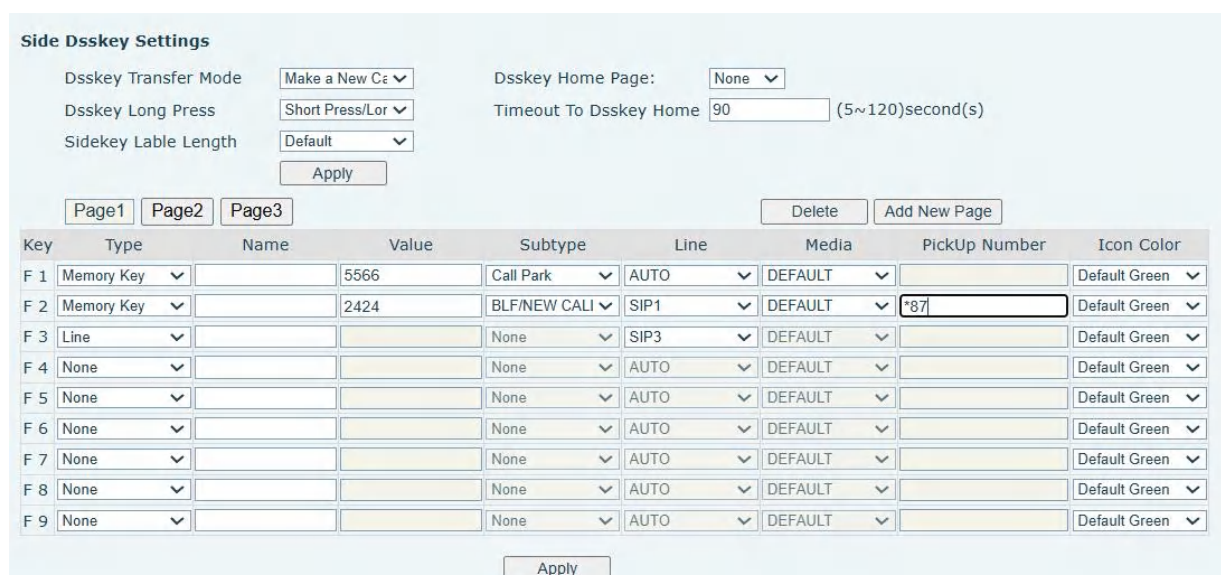 Side Dsskey Settings
Dsskey Transfer Mode Make a New Ca Dsskey Home Page: None
Dsskey Long Press Short Press/Lor Timeout To Dsskey Home 90 (5~120)second(s)
Sidekey Lable Length Default
Apply
Page1 Page2 Page3 Delete Add New Page
Key Type Name Value Subtype Line Media PickUp Number Icon Color
F 1 Memory Key 5566 Call Park AUTO DEFAULT Default Green
F 2 Memory Key 2424 BLF/NEW CALI SIP1 DEFAULT *87 Default Green
F 3 Line None SIP3 DEFAULT Default Green
F 4 None None AUTO DEFAULT Default Green
F 5 None None AUTO DEFAULT Default Green
F 6 None None AUTO DEFAULT Default Green
F 7 None None AUTO DEFAULT Default Green
F 8 None None AUTO DEFAULT Default Green
F 9 None None AUTO DEFAULT Default Green
Apply